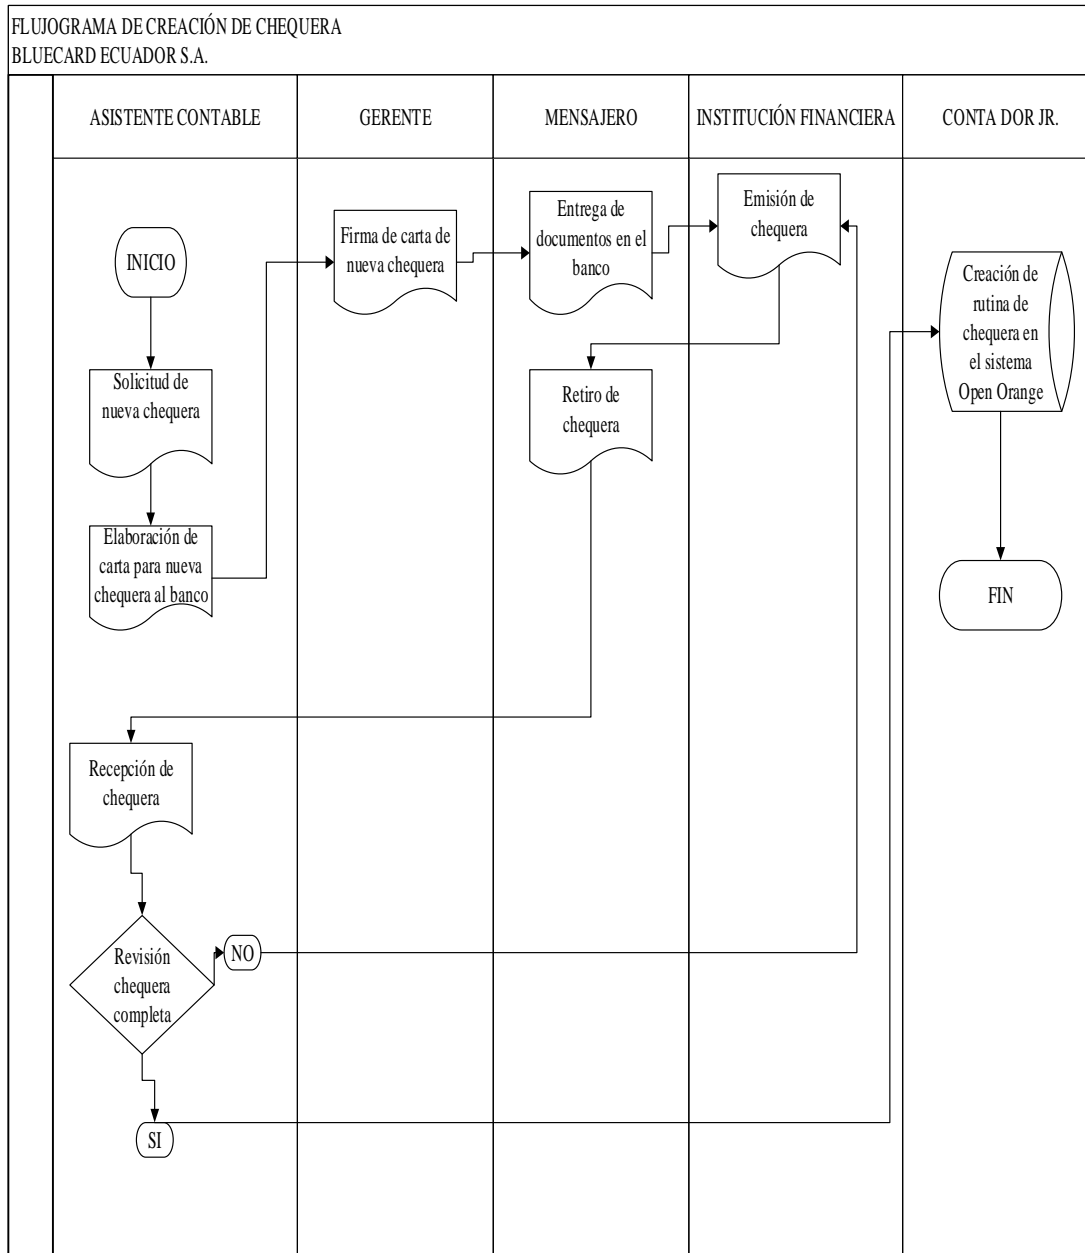 FLUJOGRAMA DE CREACIÓN DE CHEQUERA
BLUECARD ECUADOR S.A.
ASISTENTE CONTABLE
GERENTE
MENSAJERO
INSTITUCIÓN FINANCIERA
CONTA DOR JR.
INICIO
Solicitud de
nueva chequera
Elaboración de
carta para nueva
chequera al banco
Firma de carta de
nueva chequera
Entrega de
documentos en el
banco
Emisión de
chequera
Retiro de
chequera
Recepción de
chequera
Revisión
chequera
completa
NO
SI
Creación de
rutina de
chequera en
el sistema
Open Orange
FIN